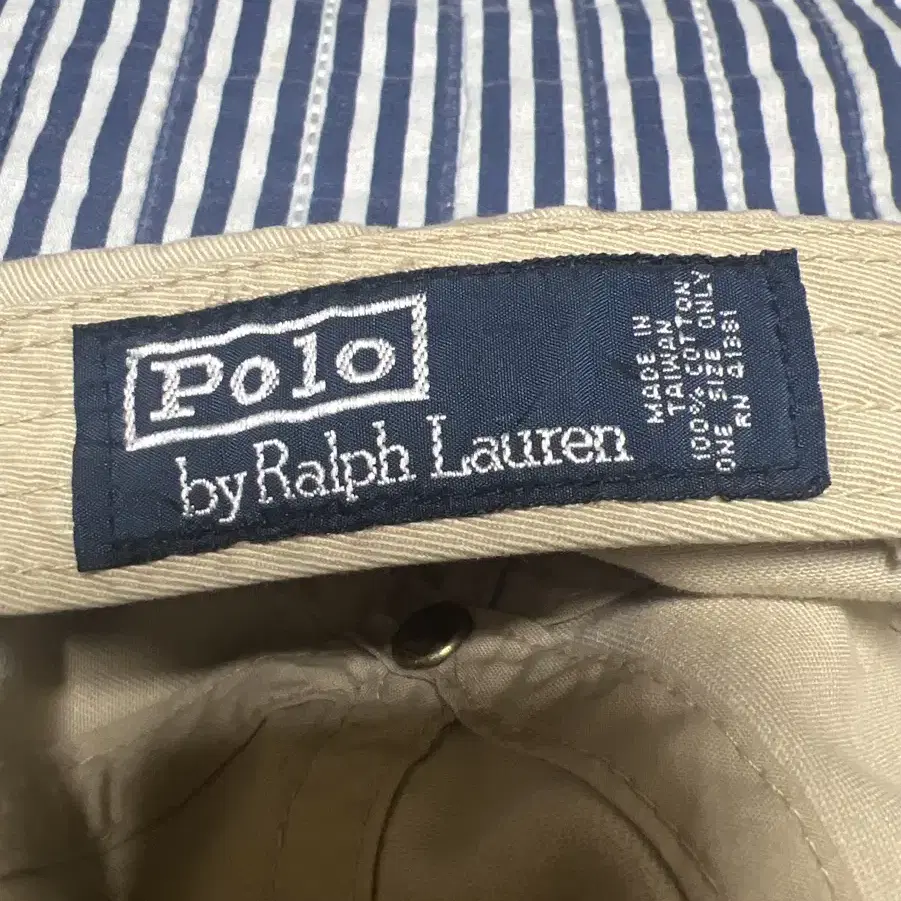 Polo
by Ralph Lauren
MADE IN
TAIWAN
100% COTTON
ONE SIZE ONLY
RN 41381